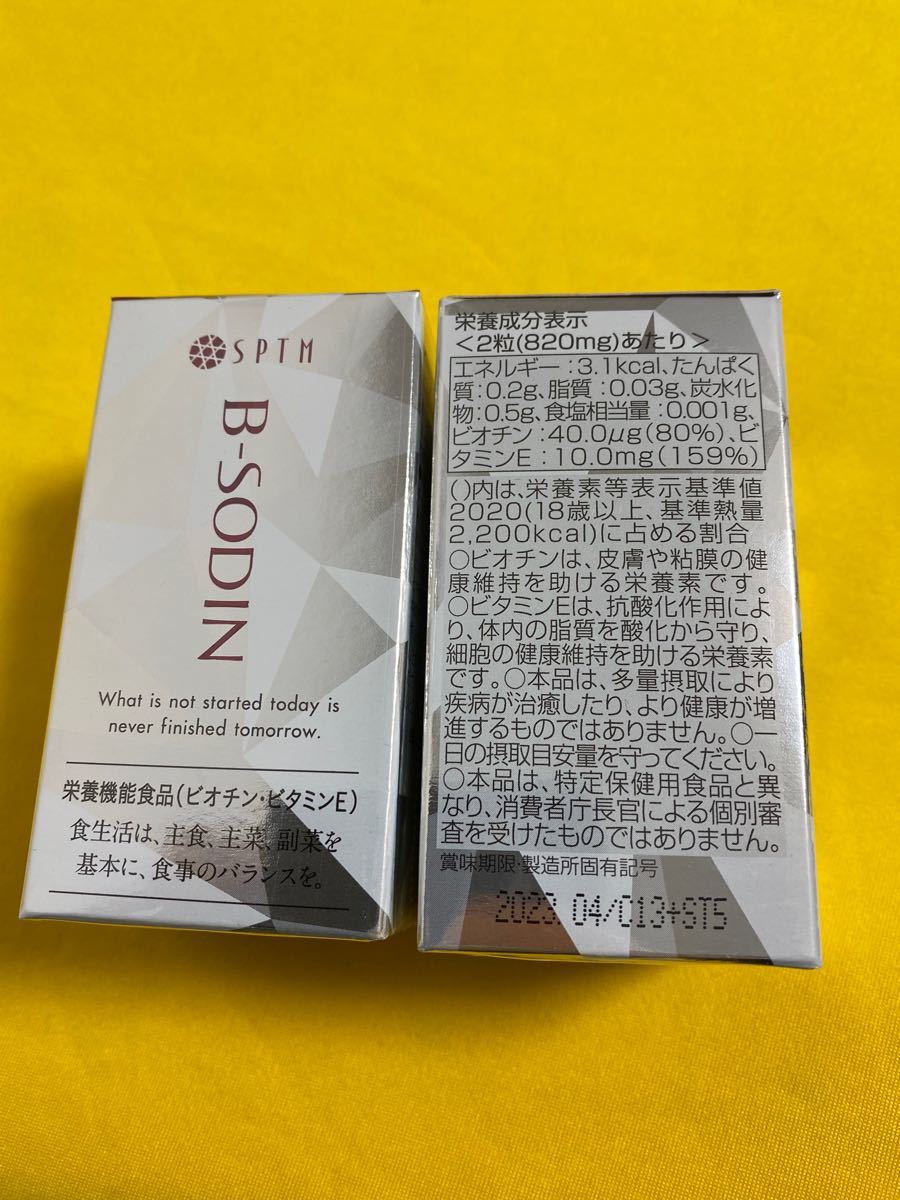 SPTM
B-SODIN
What is not started today is
never finished tomorrow.
栄養機能食品(ビオチン・ビタミンE)
食生活は、主食、主菜、副菜を
基本に、食事のバランスを。
栄養成分表示
<2粒(820mg)あたり>
エネルギー:3.1kcal、たんぱく
質:0.2g、脂質:0.03g、炭水化
物:0.5g、食塩相当量:0.001g、
ビオチン:40.0μg(80%)、ビ
タミンE:10.0mg(159%)
()内は、栄養素等表示基準値
2020(18歳以上、基準熱量
2,200kcal)に占める割合
○ビオチンは、皮膚や粘膜の健
康維持を助ける栄養素です。
○ビタミンEは、抗酸化作用によ
り、体内の脂質を酸化から守り、
細胞の健康維持を助ける栄養素
です。○本品は、多量摂取により
疾病が治癒したり、より健康が増
進するものではありません。○一
日の摂取目安量を守ってください。
○本品は、特定保健用食品と異
なり、消費者庁長官による個別審
査を受けたものではありません。
賞味期限・製造所固有記号
2023.04/C13+ST5